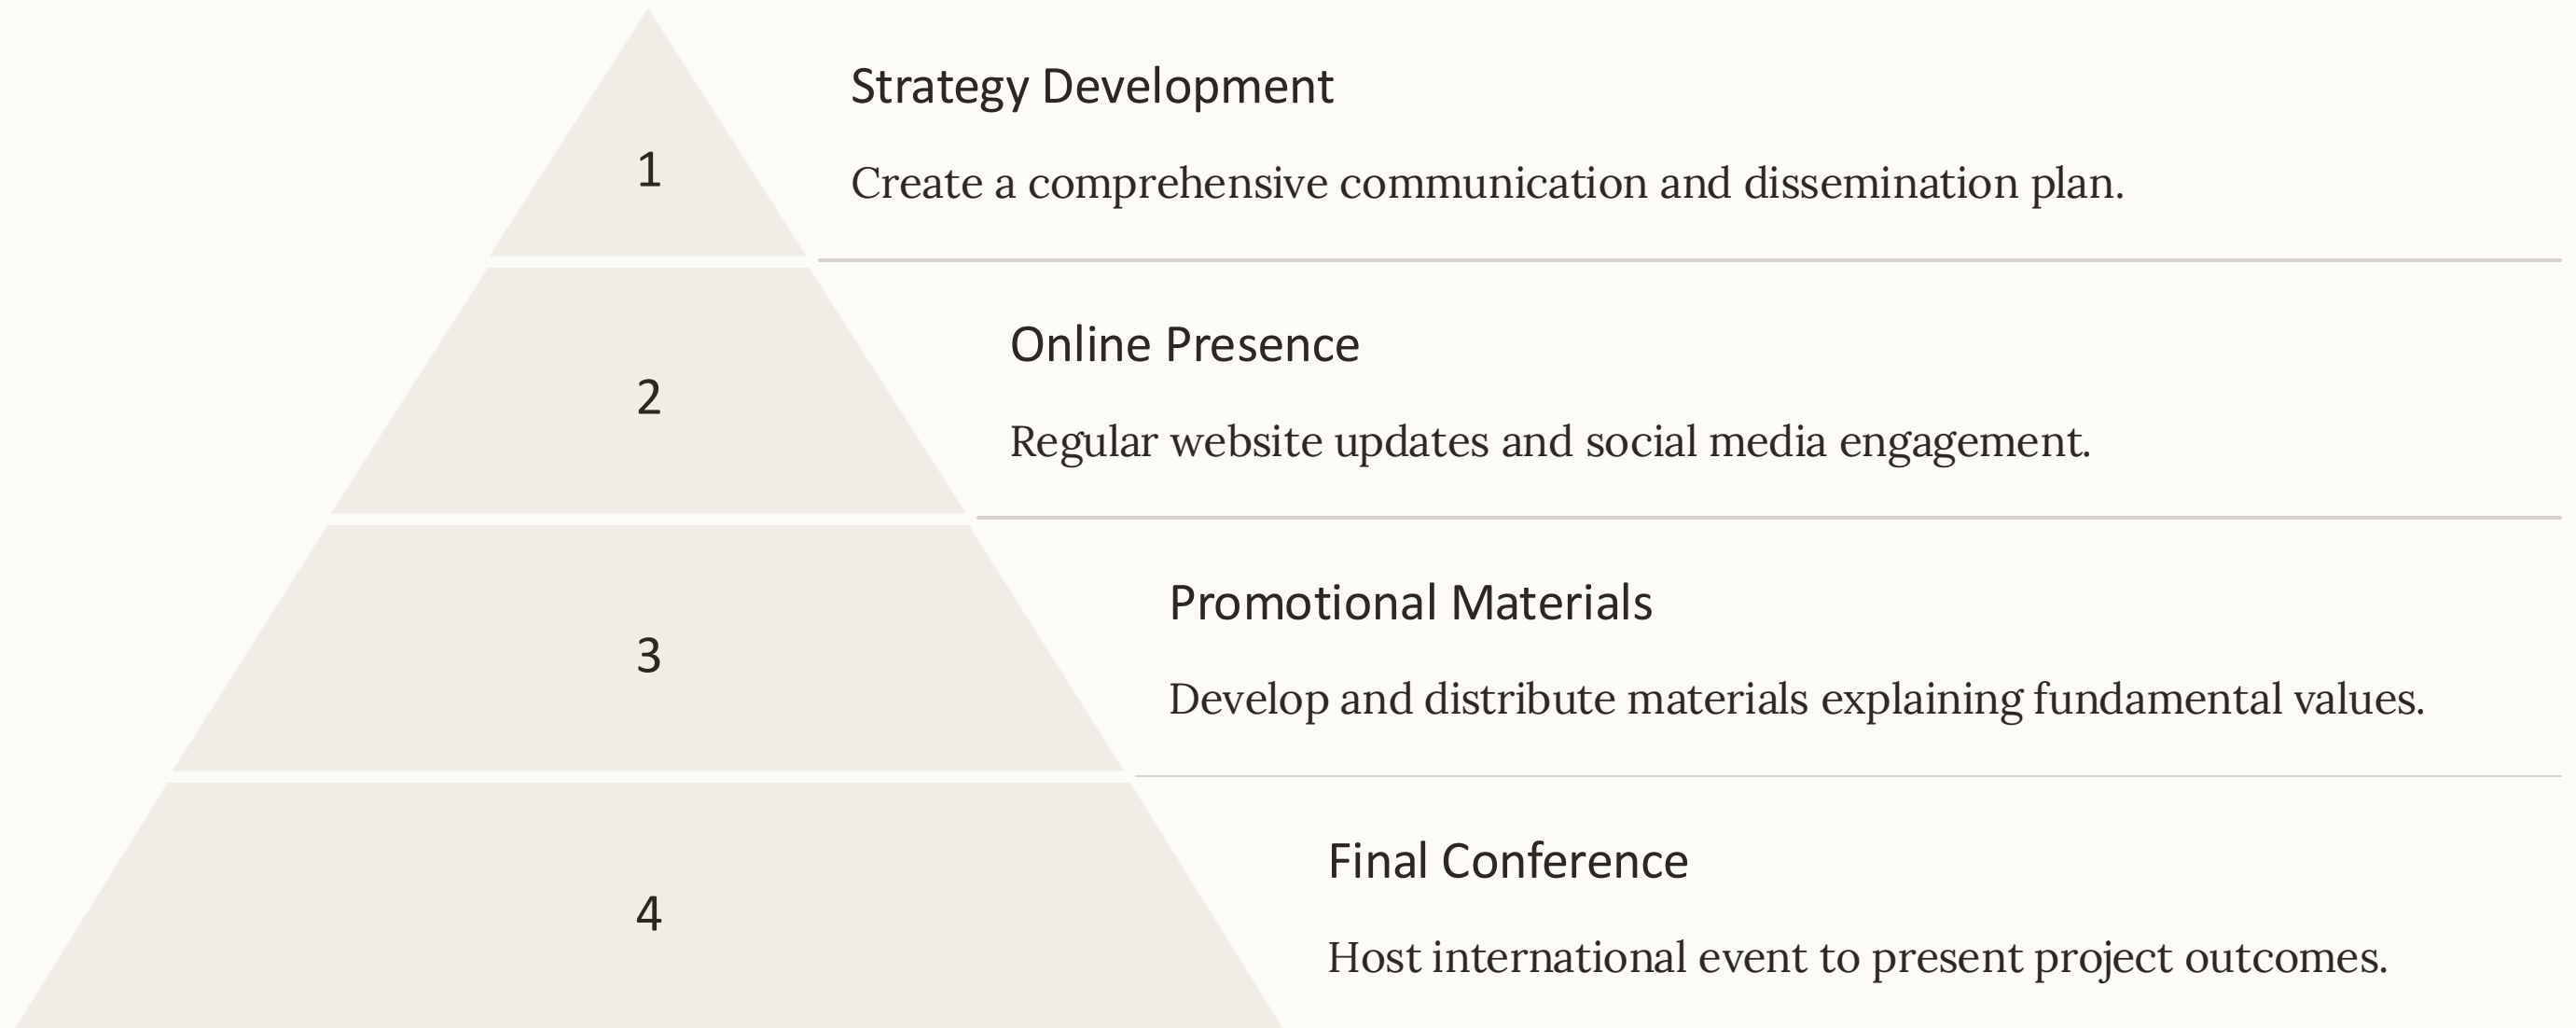 1
Strategy Development
Create a comprehensive communication and dissemination plan.
2
Online Presence
Regular website updates and social media engagement.
3
Promotional Materials
Develop and distribute materials explaining fundamental values.
4
Final Conference
Host international event to present project outcomes.